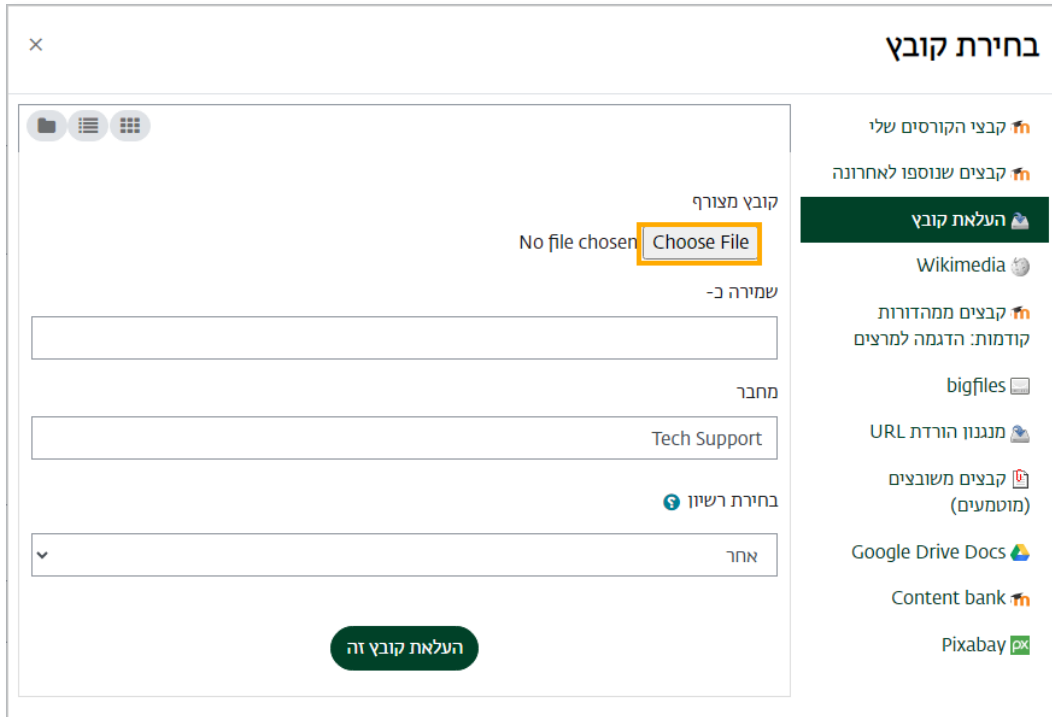 בחירת קובץ
×
קבצי הקורסים שלי
קבצים שנוספו לאחרונה
העלאת קובץ
Wikimedia
קבצים ממהדורות
קודמות: הדגמה למרצים
bigfiles
מנגנון הורדת URL
קבצים משובצים
(מוטמעים)
Google Drive Docs
Content bank
Pixabay
קובץ מצורף
Choose File No file chosen
שמירה כ-
מחבר
Tech Support
בחירת רשיון
אחר
העלאת קובץ זה